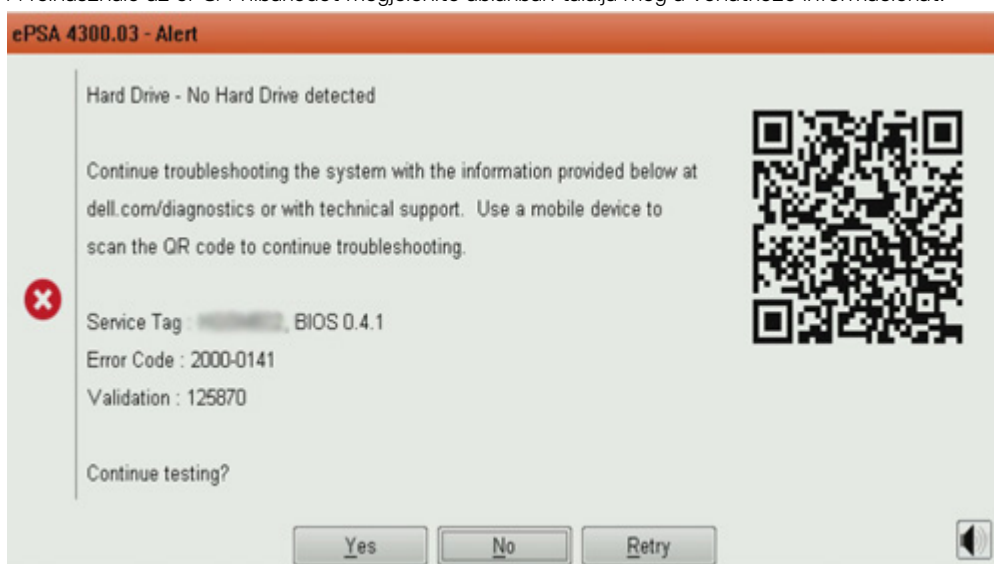 ePSA 4300.03 - Alert
Hard Drive - No Hard Drive detected
Continue troubleshooting the system with the information provided below at
dell.com/diagnostics or with technical support. Use a mobile device to
scan the QR code to continue troubleshooting.
Service Tag : , BIOS 0.4.1
Error Code : 2000-0141
Validation : 125870
Continue testing?
Yes No Retry